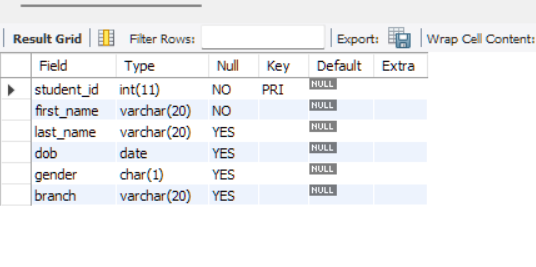 Result Grid Filter Rows: Export: Wrap Cell Content:
Field Type Null Key Default Extra
student_id int(11) NO PRI NULL
first_name varchar(20) NO NULL
last_name varchar(20) YES NULL
dob date YES NULL
gender char(1) YES NULL
branch varchar(20) YES NULL